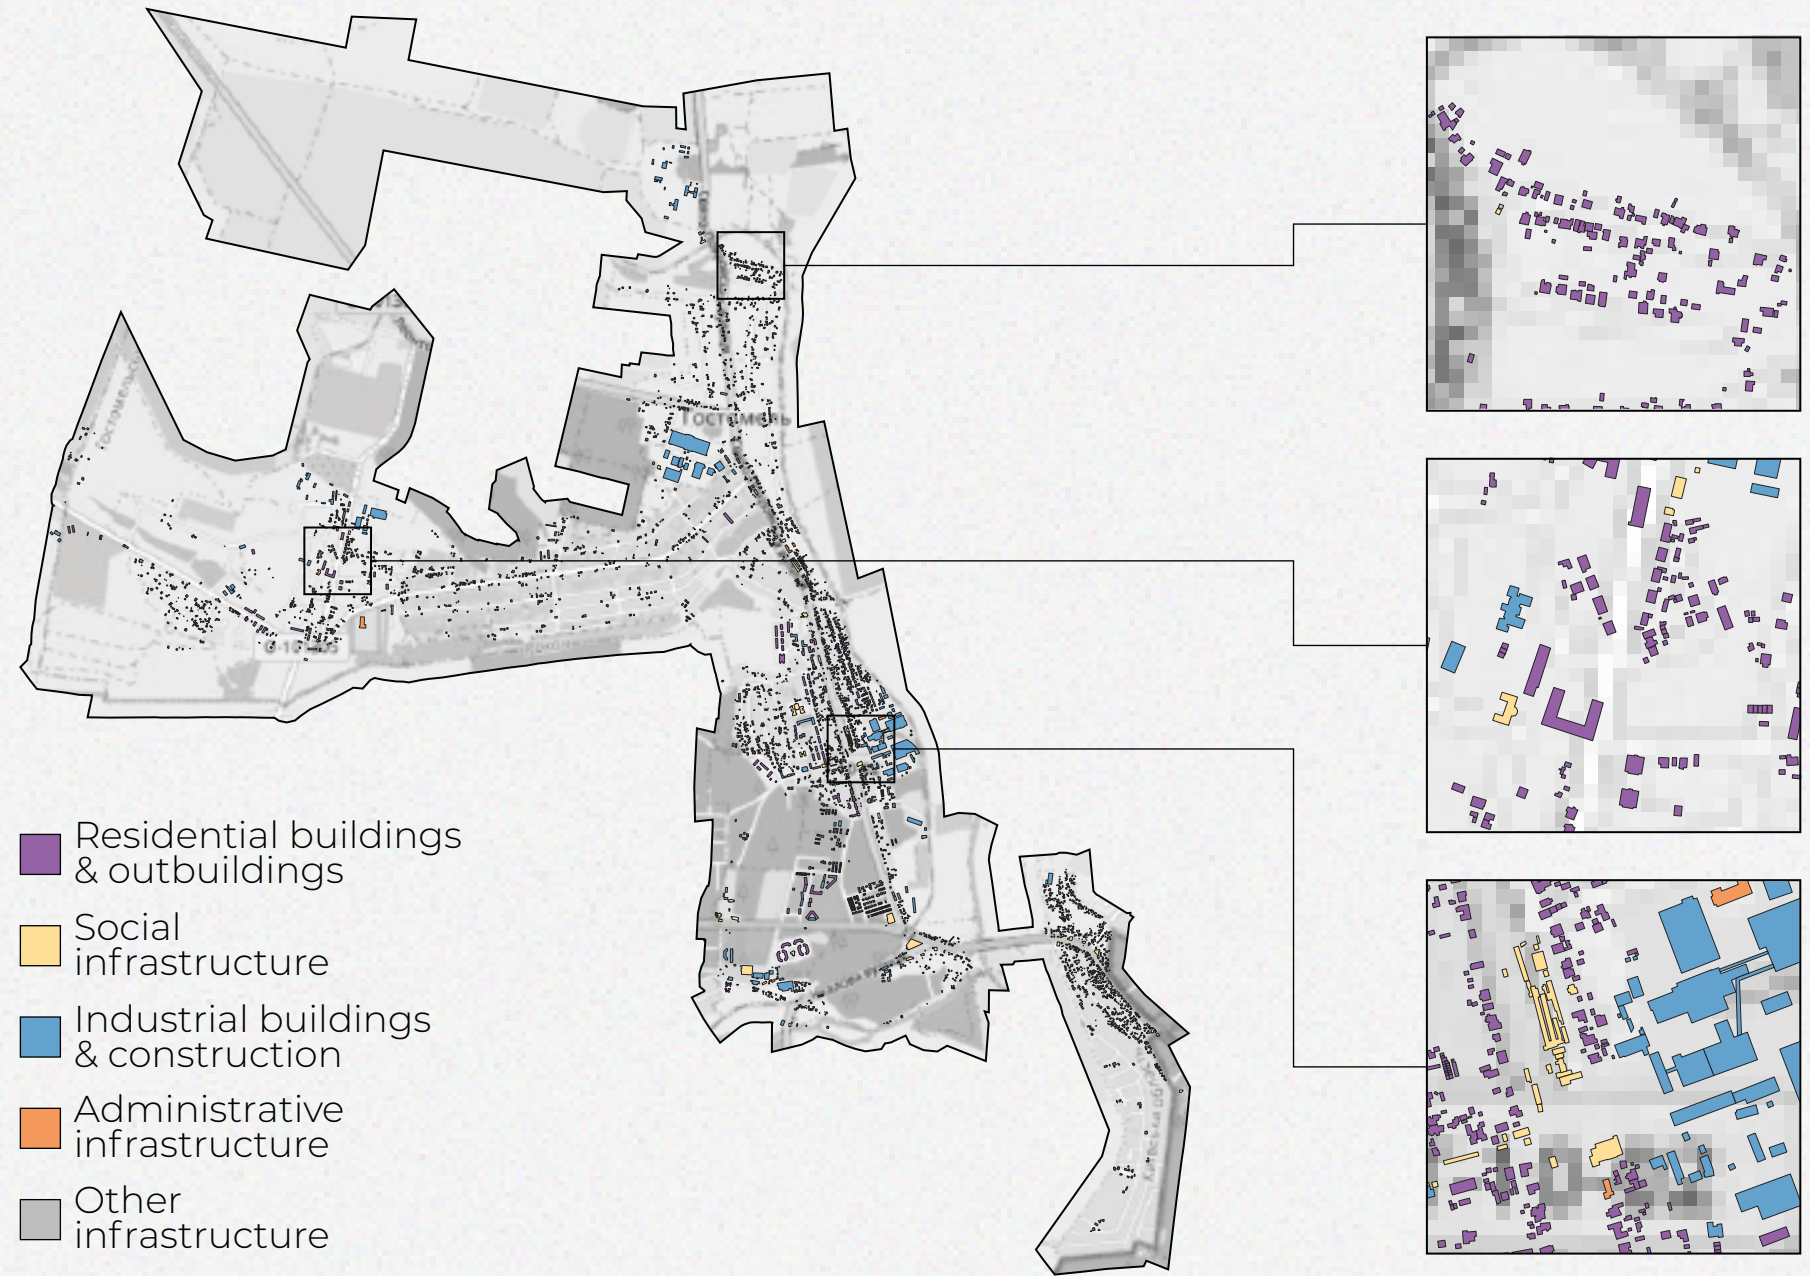 Гостомель
Residential buildings
& outbuildings
Social
infrastructure
Industrial buildings
& construction
Administrative
infrastructure
Other
infrastructure